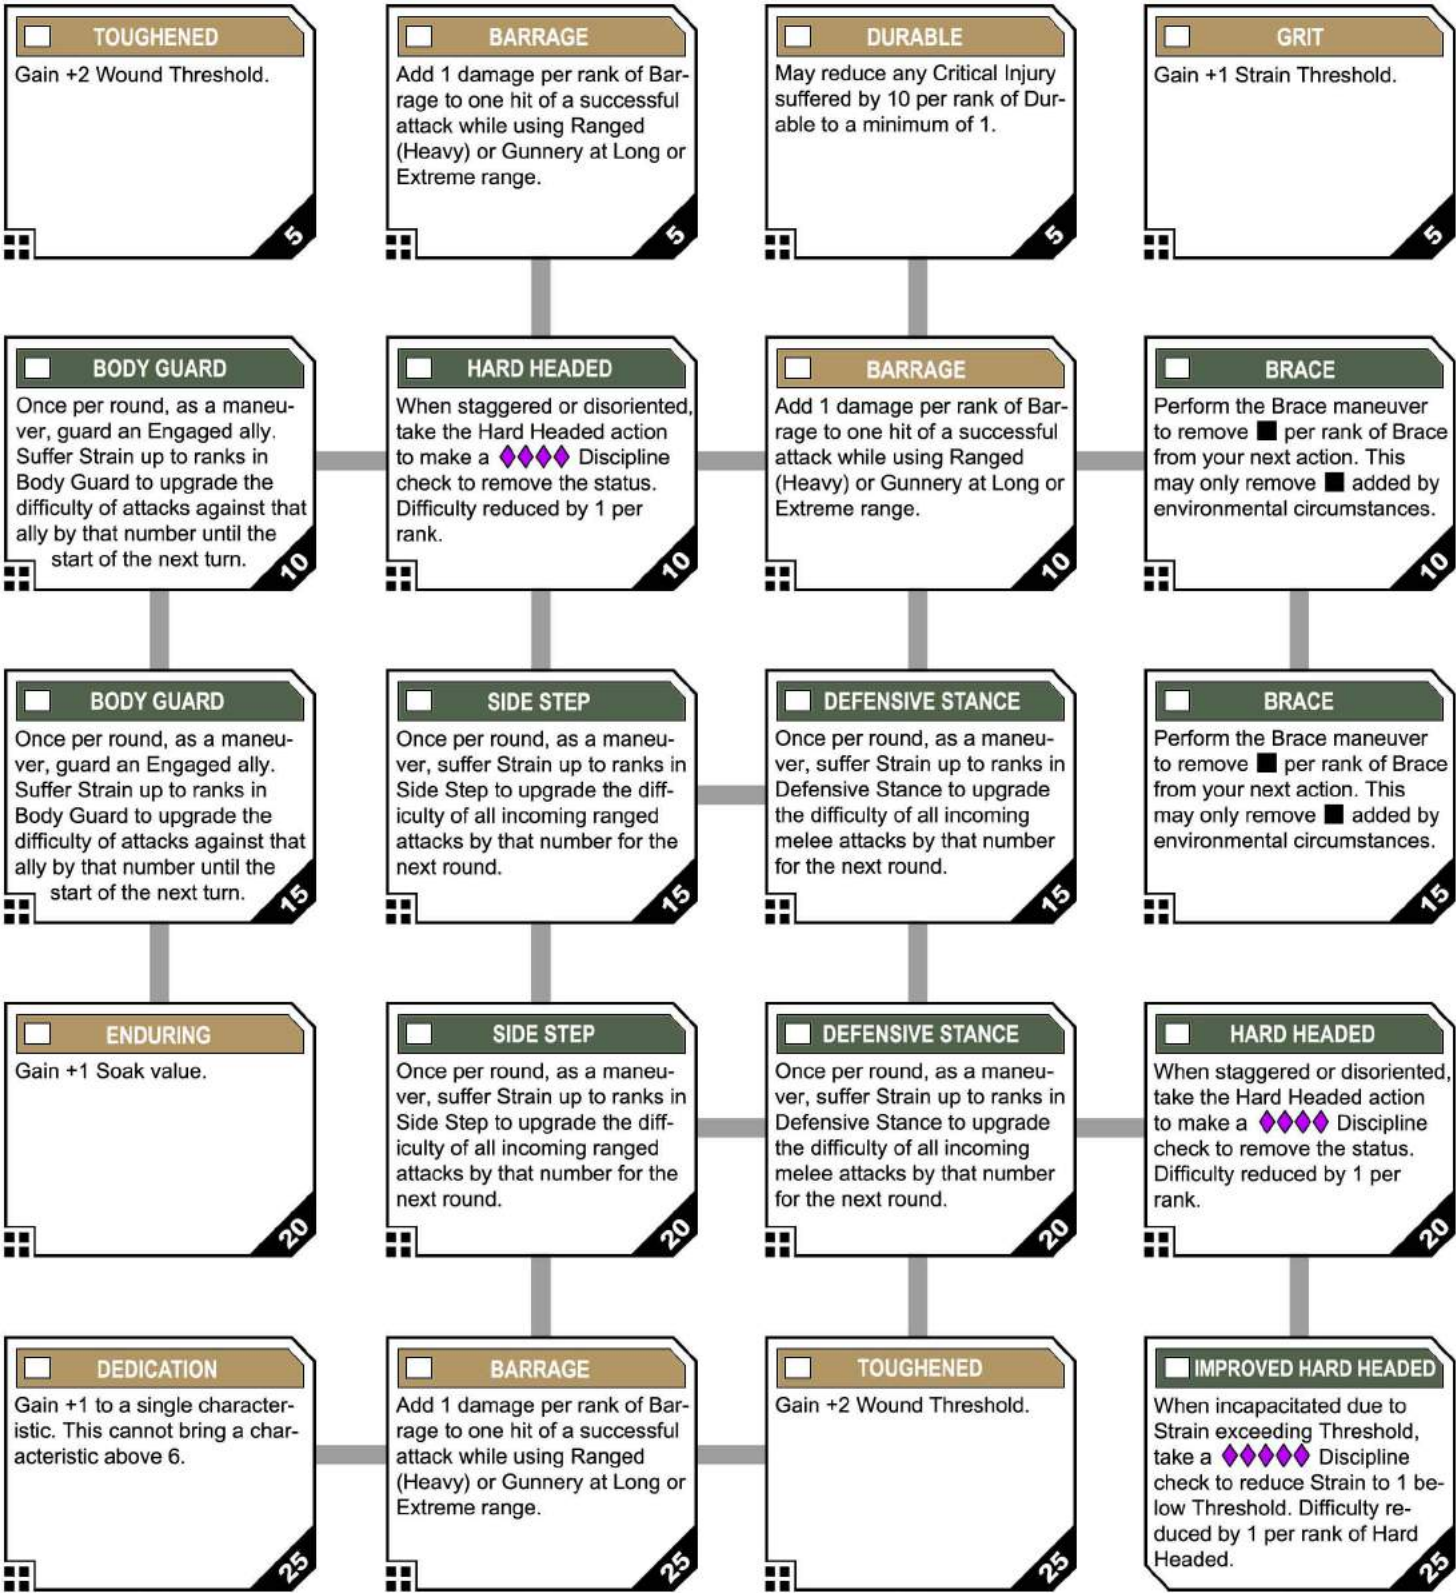 TOUGHENED
Gain +2 Wound Threshold.
5
BARRAGE
Add 1 damage per rank of Bar-
rage to one hit of a successful
attack while using Ranged
(Heavy) or Gunnery at Long or
Extreme range.
5
DURABLE
May reduce any Critical Injury
suffered by 10 per rank of Dur-
able to a minimum of 1.
5
GRIT
Gain +1 Strain Threshold.
5
BODY GUARD
Once per round, as a maneu-
ver, guard an Engaged ally.
Suffer Strain up to ranks in
Body Guard to upgrade the
difficulty of attacks against that
ally by that number until the
start of the next turn.
10
HARD HEADED
When staggered or disoriented,
take the Hard Headed action
to make a ♦♦♦♦ Discipline
check to remove the status.
Difficulty reduced by 1 per
rank.
10
BARRAGE
Add 1 damage per rank of Bar-
rage to one hit of a successful
attack while using Ranged
(Heavy) or Gunnery at Long or
Extreme range.
10
BRACE
Perform the Brace maneuver
to remove ■ per rank of Brace
from your next action. This
may only remove ■ added by
environmental circumstances.
10
BODY GUARD
Once per round, as a maneu-
ver, guard an Engaged ally.
Suffer Strain up to ranks in
Body Guard to upgrade the
difficulty of attacks against that
ally by that number until the
start of the next turn.
15
SIDE STEP
Once per round, as a maneu-
ver, suffer Strain up to ranks in
Side Step to upgrade the diff-
iculty of all incoming ranged
attacks by that number for the
next round.
15
DEFENSIVE STANCE
Once per round, as a maneu-
ver, suffer Strain up to ranks in
Defensive Stance to upgrade
the difficulty of all incoming
melee attacks by that number
for the next round.
15
BRACE
Perform the Brace maneuver
to remove ■ per rank of Brace
from your next action. This
may only remove ■ added by
environmental circumstances.
15
ENDURING
Gain +1 Soak value.
20
SIDE STEP
Once per round, as a maneu-
ver, suffer Strain up to ranks in
Side Step to upgrade the diff-
iculty of all incoming ranged
attacks by that number for the
next round.
20
DEFENSIVE STANCE
Once per round, as a maneu-
ver, suffer Strain up to ranks in
Defensive Stance to upgrade
the difficulty of all incoming
melee attacks by that number
for the next round.
20
HARD HEADED
When staggered or disoriented,
take the Hard Headed action
to make a ♦♦♦♦ Discipline
check to remove the status.
Difficulty reduced by 1 per
rank.
20
DEDICATION
Gain +1 to a single character-
istic. This cannot bring a char-
acteristic above 6.
25
BARRAGE
Add 1 damage per rank of Bar-
rage to one hit of a successful
attack while using Ranged
(Heavy) or Gunnery at Long or
Extreme range.
25
TOUGHENED
Gain +2 Wound Threshold.
25
IMPROVED HARD HEADED
When incapacitated due to
Strain exceeding Threshold,
take a ♦♦♦♦♦ Discipline
check to reduce Strain to 1 be-
low Threshold. Difficulty re-
duced by 1 per rank of Hard
Headed.
25